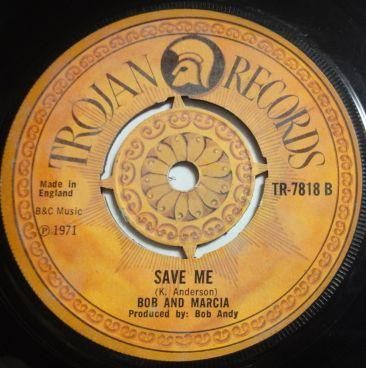 TROJAN RECORDS
Made in
England
TR-7818 B
B&C Music
℗ 1971
SAVE ME
(K. Anderson)
BOB AND MARCIA
Produced by: Bob Andy